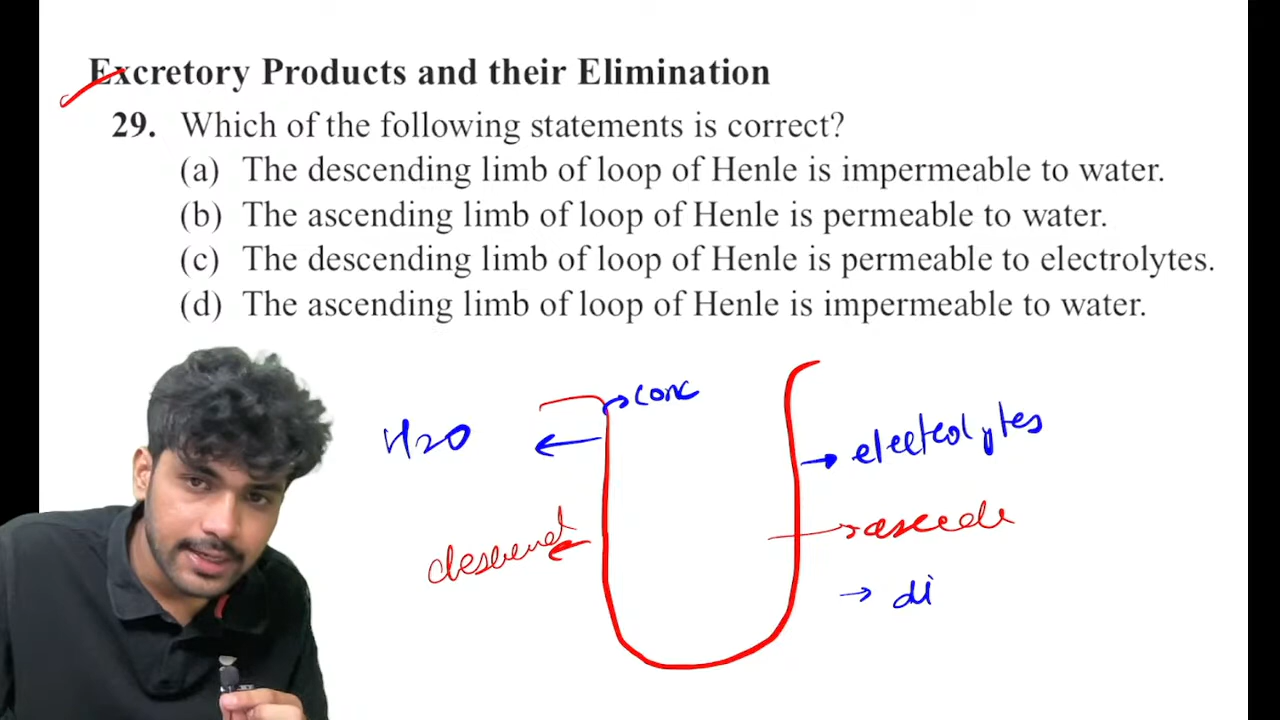 Excretory Products and their Elimination
29. Which of the following statements is correct?
(a) The descending limb of loop of Henle is impermeable to water.
(b) The ascending limb of loop of Henle is permeable to water.
(c) The descending limb of loop of Henle is permeable to electrolytes.
(d) The ascending limb of loop of Henle is impermeable to water.
conc
H2O
electrolytes
→ di